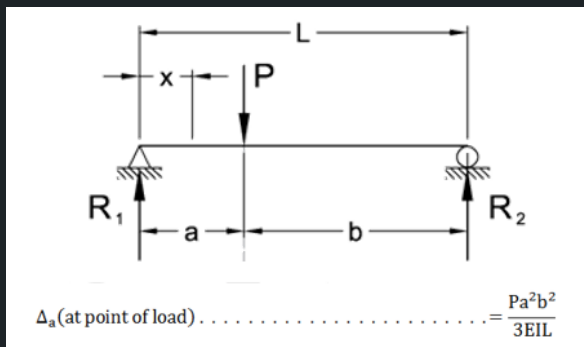 L
x P
R₁ R₂
a b
Δₐ(at point of load) . . . . . . . . . . . . . . . . . . . . . . . .= Pa²b²/3EIL